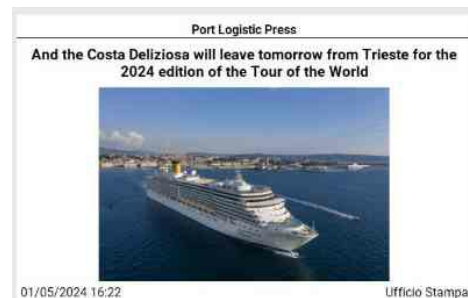 Port Logistic Press
And the Costa Deliziosa will leave tomorrow from Trieste for the
2024 edition of the Tour of the World
01/05/2024 16:22
Ufficio Stampa